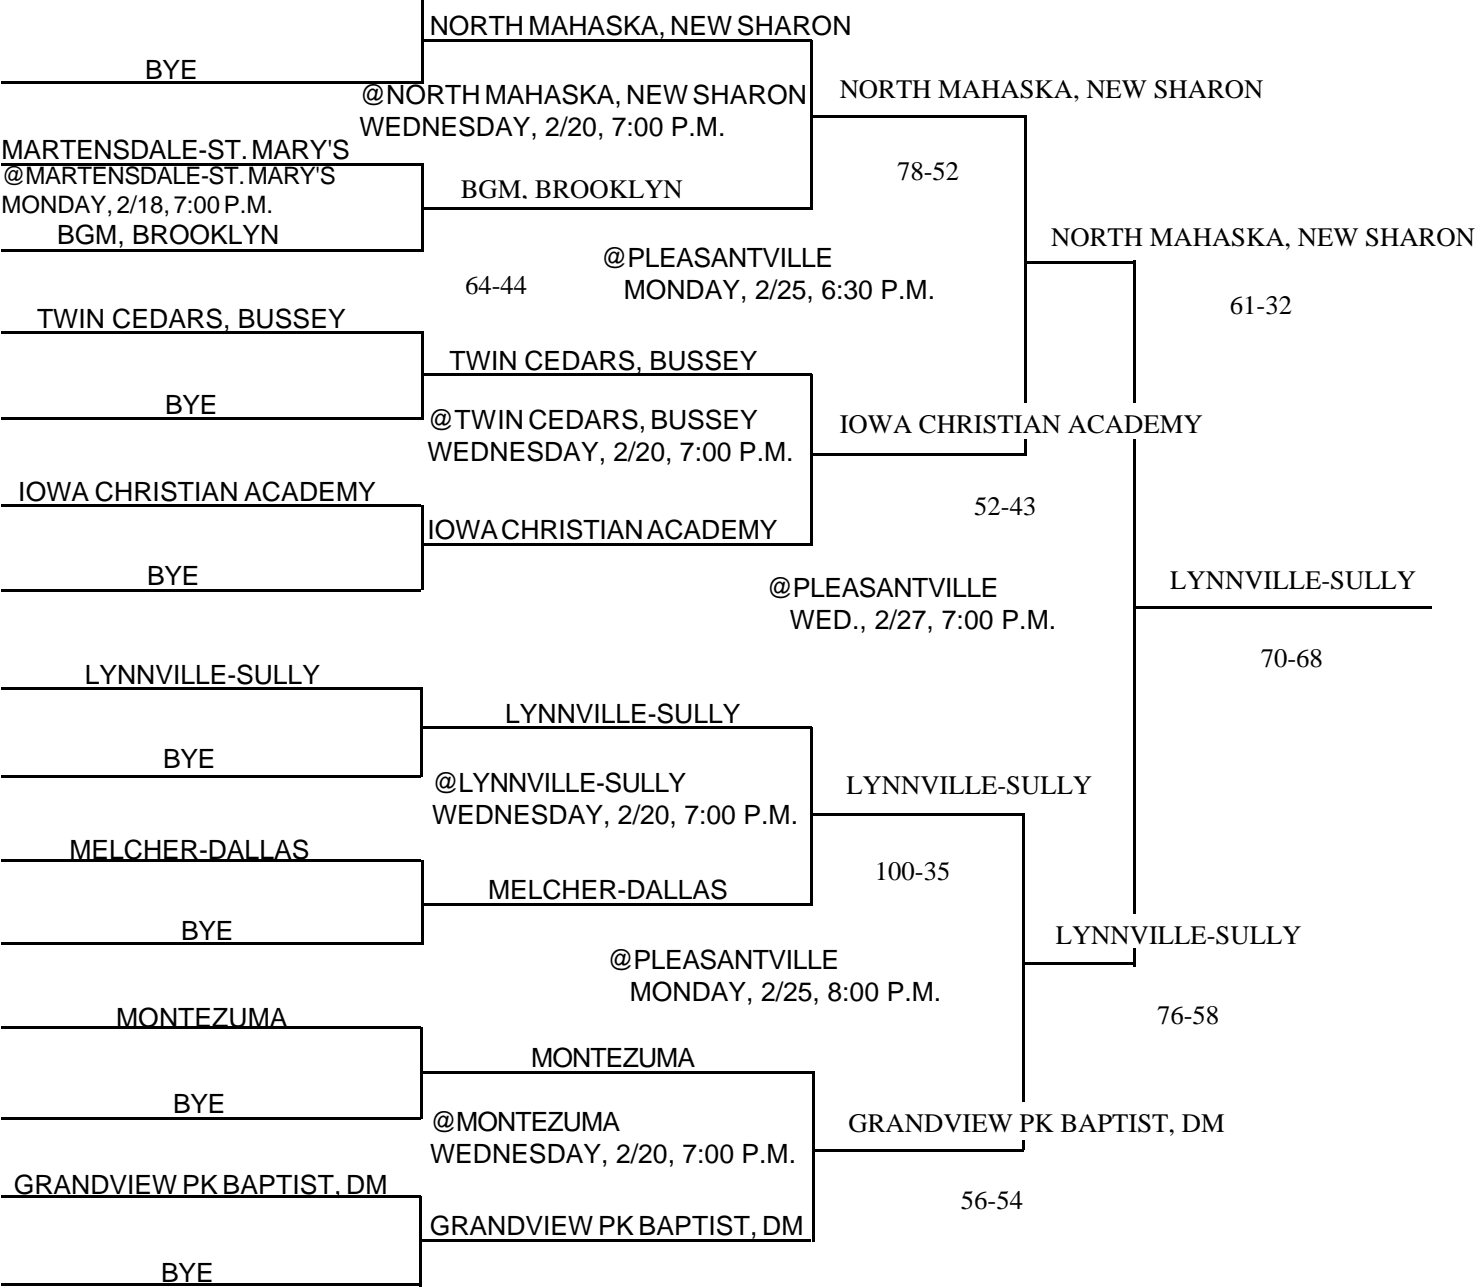 NORTH MAHASKA, NEW SHARON
BYE
@NORTH MAHASKA, NEW SHARON
WEDNESDAY, 2/20, 7:00 P.M.
NORTH MAHASKA, NEW SHARON
MARTENSDALE-ST. MARY'S
@MARTENSDALE-ST. MARY'S
MONDAY, 2/18, 7:00 P.M.
BGM, BROOKLYN
BGM, BROOKLYN
78-52
64-44
@PLEASANTVILLE
MONDAY, 2/25, 6:30 P.M.
NORTH MAHASKA, NEW SHARON
61-32
TWIN CEDARS, BUSSEY
BYE
TWIN CEDARS, BUSSEY
@TWIN CEDARS, BUSSEY
WEDNESDAY, 2/20, 7:00 P.M.
IOWA CHRISTIAN ACADEMY
52-43
IOWA CHRISTIAN ACADEMY
BYE
IOWA CHRISTIAN ACADEMY
@PLEASANTVILLE
WED., 2/27, 7:00 P.M.
LYNNVILLE-SULLY
70-68
LYNNVILLE-SULLY
BYE
LYNNVILLE-SULLY
@LYNNVILLE-SULLY
WEDNESDAY, 2/20, 7:00 P.M.
LYNNVILLE-SULLY
100-35
MELCHER-DALLAS
BYE
MELCHER-DALLAS
@PLEASANTVILLE
MONDAY, 2/25, 8:00 P.M.
LYNNVILLE-SULLY
76-58
MONTEZUMA
BYE
MONTEZUMA
@MONTEZUMA
WEDNESDAY, 2/20, 7:00 P.M.
GRANDVIEW PK BAPTIST, DM
56-54
GRANDVIEW PK BAPTIST, DM
BYE
GRANDVIEW PK BAPTIST, DM